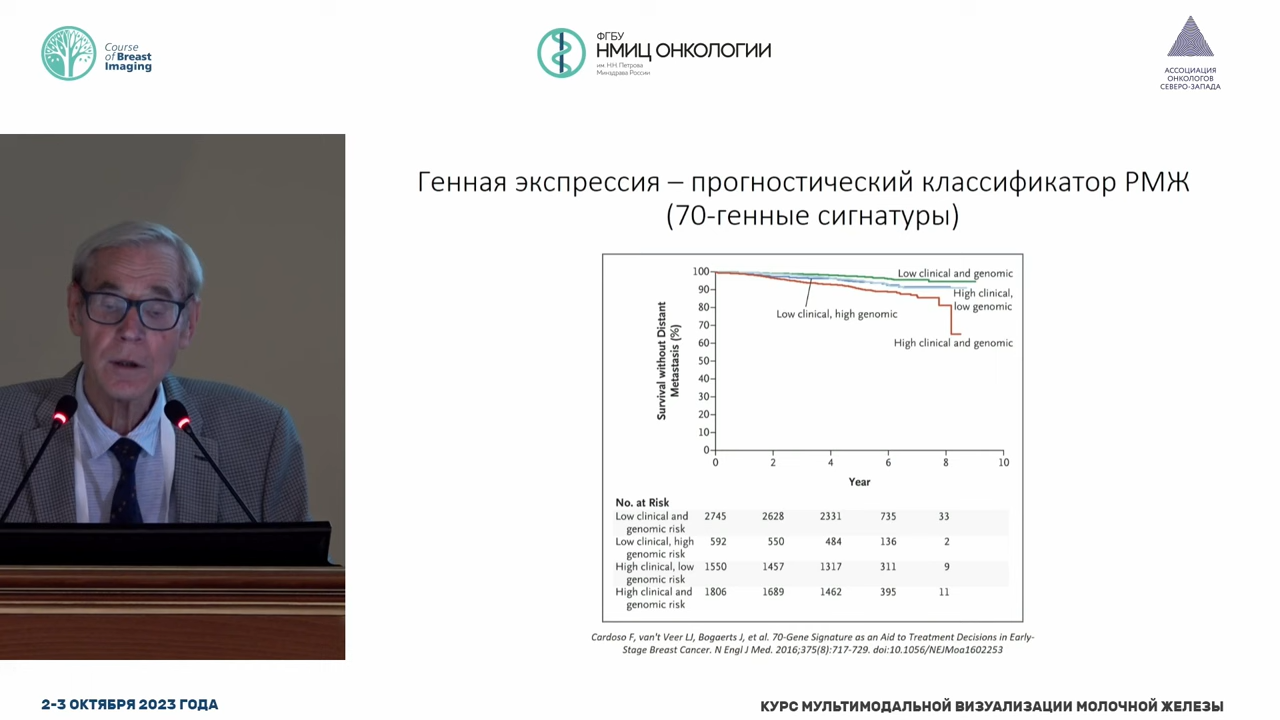 Course
of Breast
Imaging
ФГБУ
НМИЦ ОНКОЛОГИИ
им. Н.Н. Петрова
Минздрава России
АССОЦИАЦИЯ
ОНКОЛОГОВ
СЕВЕРО-ЗАПАДА
Генная экспрессия – прогностический классификатор РМЖ
(70-генные сигнатуры)
Survival without Distant
Metastasis (%)
100
90
80
70
60
50
40
30
20
10
0
Low clinical and genomic
High clinical,
low genomic
Low clinical, high genomic
High clinical and genomic
0 2 4 6 8 10
Year
No. at Risk
Low clinical and
genomic risk 2745 2628 2331 735 33
Low clinical, high
genomic risk 592 550 484 136 2
High clinical, low
genomic risk 1550 1457 1317 311 9
High clinical and
genomic risk 1806 1689 1462 395 11
Cardoso F, van't Veer LJ, Bogaerts J, et al. 70-Gene Signature as an Aid to Treatment Decisions in Early-
Stage Breast Cancer. N Engl J Med. 2016;375(8):717-729. doi:10.1056/NEJMoa1602253
2-3 ОКТЯБРЯ 2023 ГОДА
КУРС МУЛЬТИМОДАЛЬНОЙ ВИЗУАЛИЗАЦИИ МОЛОЧНОЙ ЖЕЛЕЗЫ